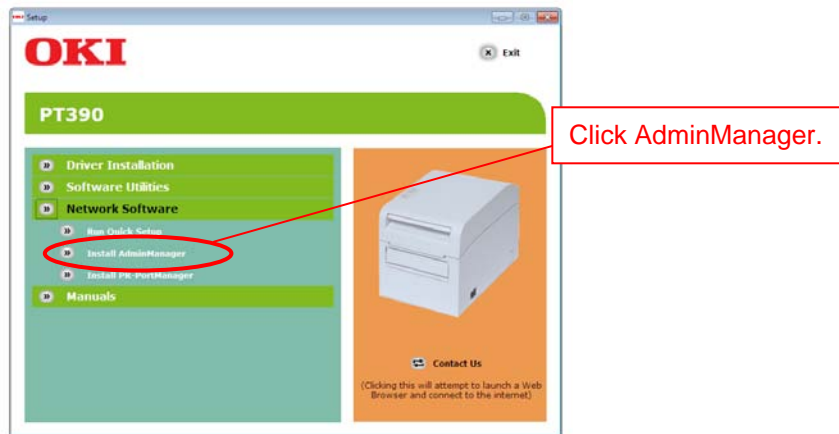 Setup
OKI
Exit
PT390
Click AdminManager.
Driver Installation
Software Utilities
Network Software
Run Quick Setup
Install AdminManager
Install PR-PortManager
Manuals
Contact Us
(Clicking this will attempt to launch a Web
Browser and connect to the internet)